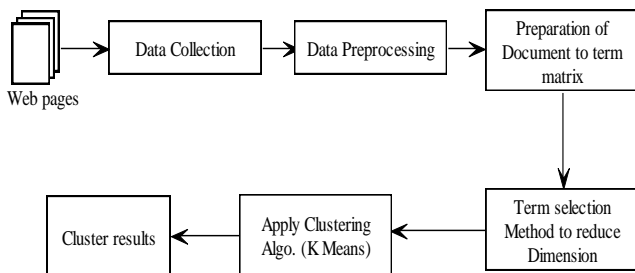 Web pages
Data Collection
Data Preprocessing
Preparation of
Document to term
matrix
Term selection
Method to reduce
Dimension
Apply Clustering
Algo. (K Means)
Cluster results